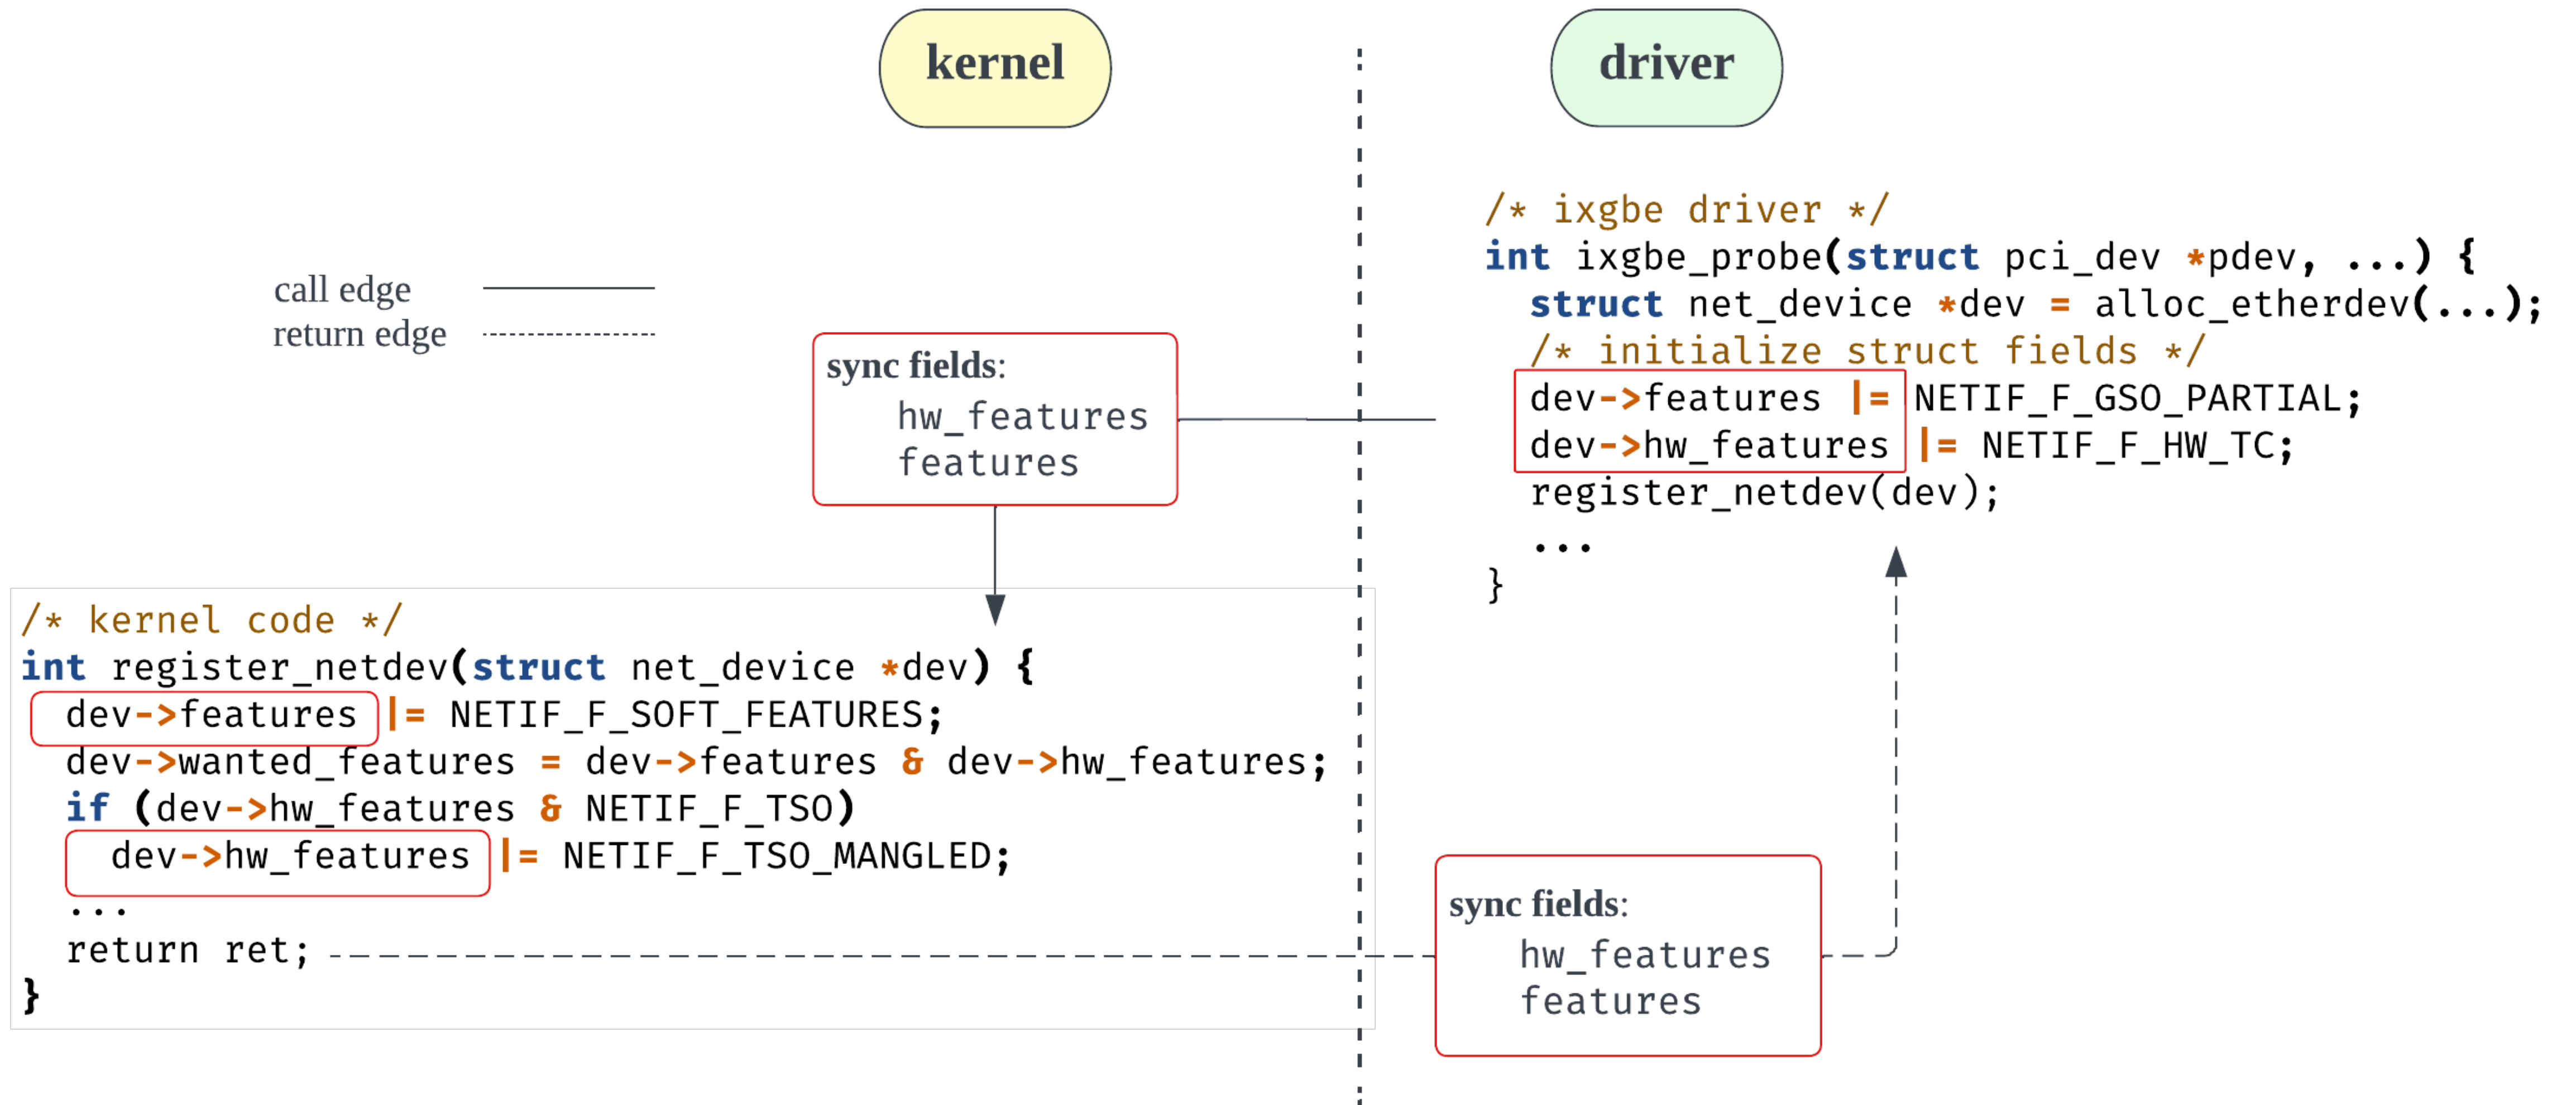 kernel
driver
call edge
return edge
sync fields:
hw_features
features
/* ixgbe driver */
int ixgbe_probe(struct pci_dev *pdev, ...) {
struct net_device *dev = alloc_etherdev(...);
/* initialize struct fields */
dev->features |= NETIF_F_GSO_PARTIAL;
dev->hw_features |= NETIF_F_HW_TC;
register_netdev(dev);
...
}
/* kernel code */
int register_netdev(struct net_device *dev) {
dev->features |= NETIF_F_SOFT_FEATURES;
dev->wanted_features = dev->features & dev->hw_features;
if (dev->hw_features & NETIF_F_TSO)
dev->hw_features |= NETIF_F_TSO_MANGLED;
...
return ret;
}
sync fields:
hw_features
features